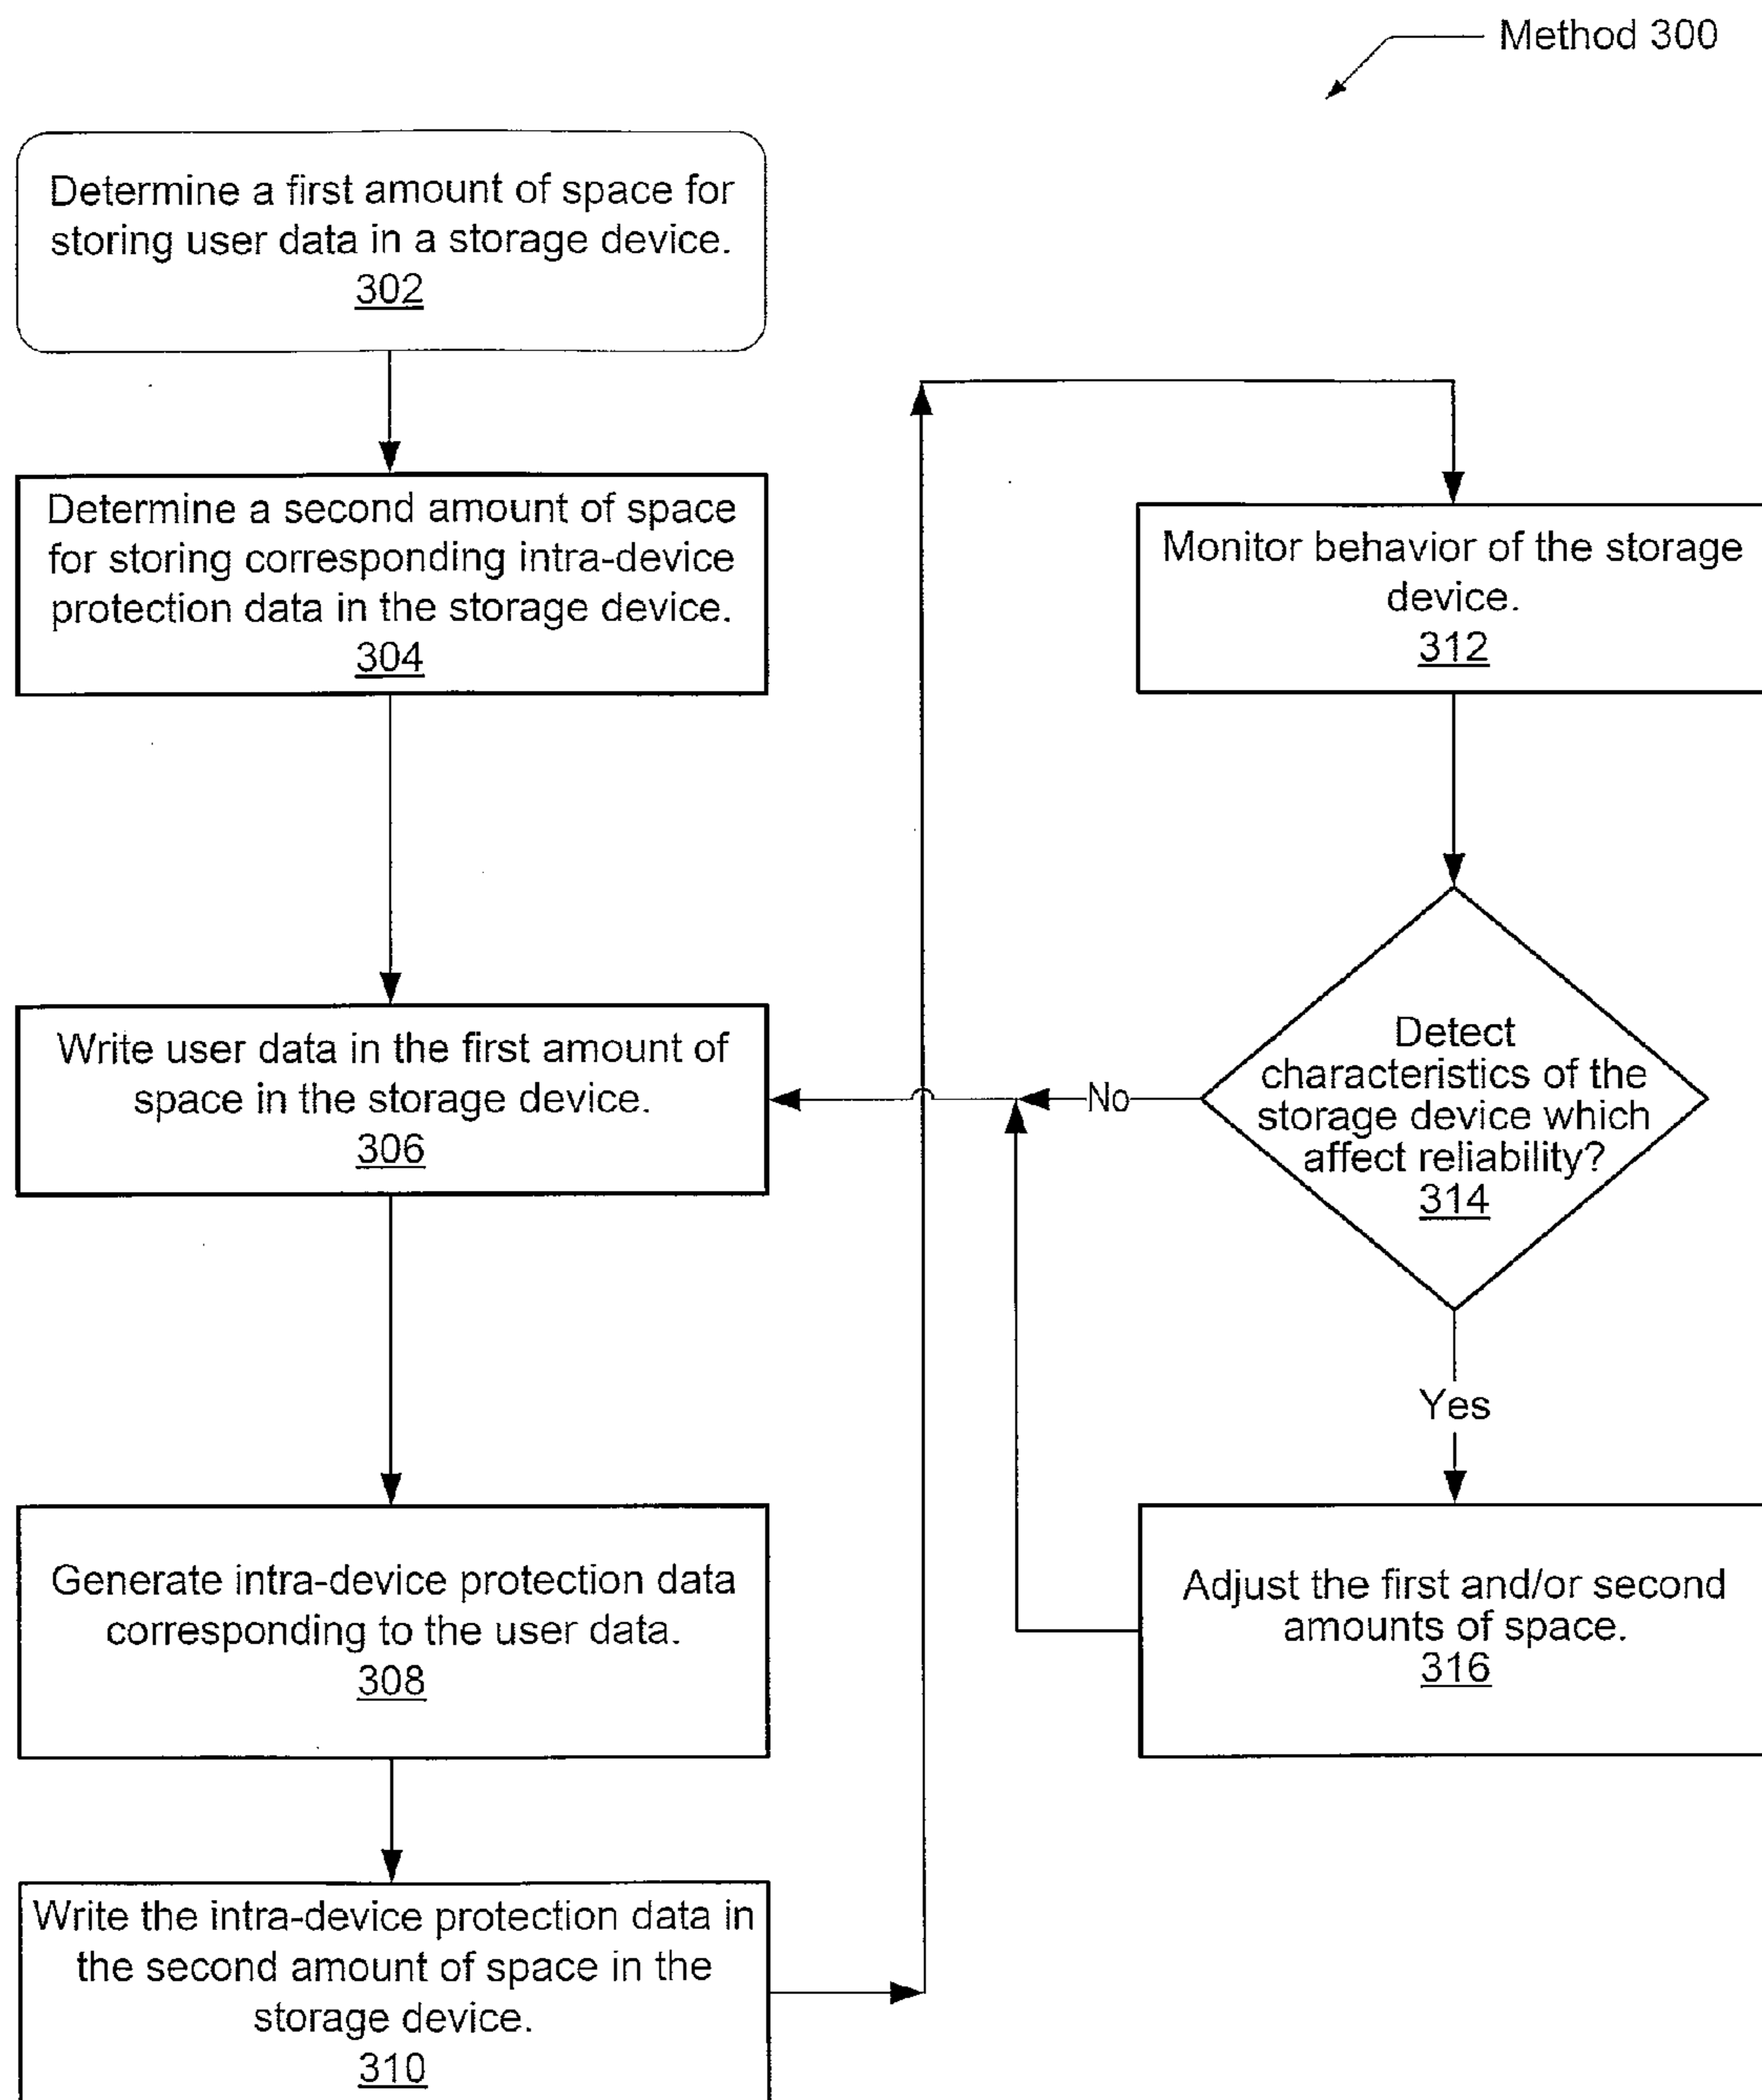 Method 300
Determine a first amount of space for
storing user data in a storage device.
302
Determine a second amount of space
for storing corresponding intra-device
protection data in the storage device.
304
Write user data in the first amount of
space in the storage device.
306
Generate intra-device protection data
corresponding to the user data.
308
Write the intra-device protection data in
the second amount of space in the
storage device.
310
Monitor behavior of the storage
device.
312
Detect
characteristics of the
storage device which
affect reliability?
314
No
Yes
Adjust the first and/or second
amounts of space.
316